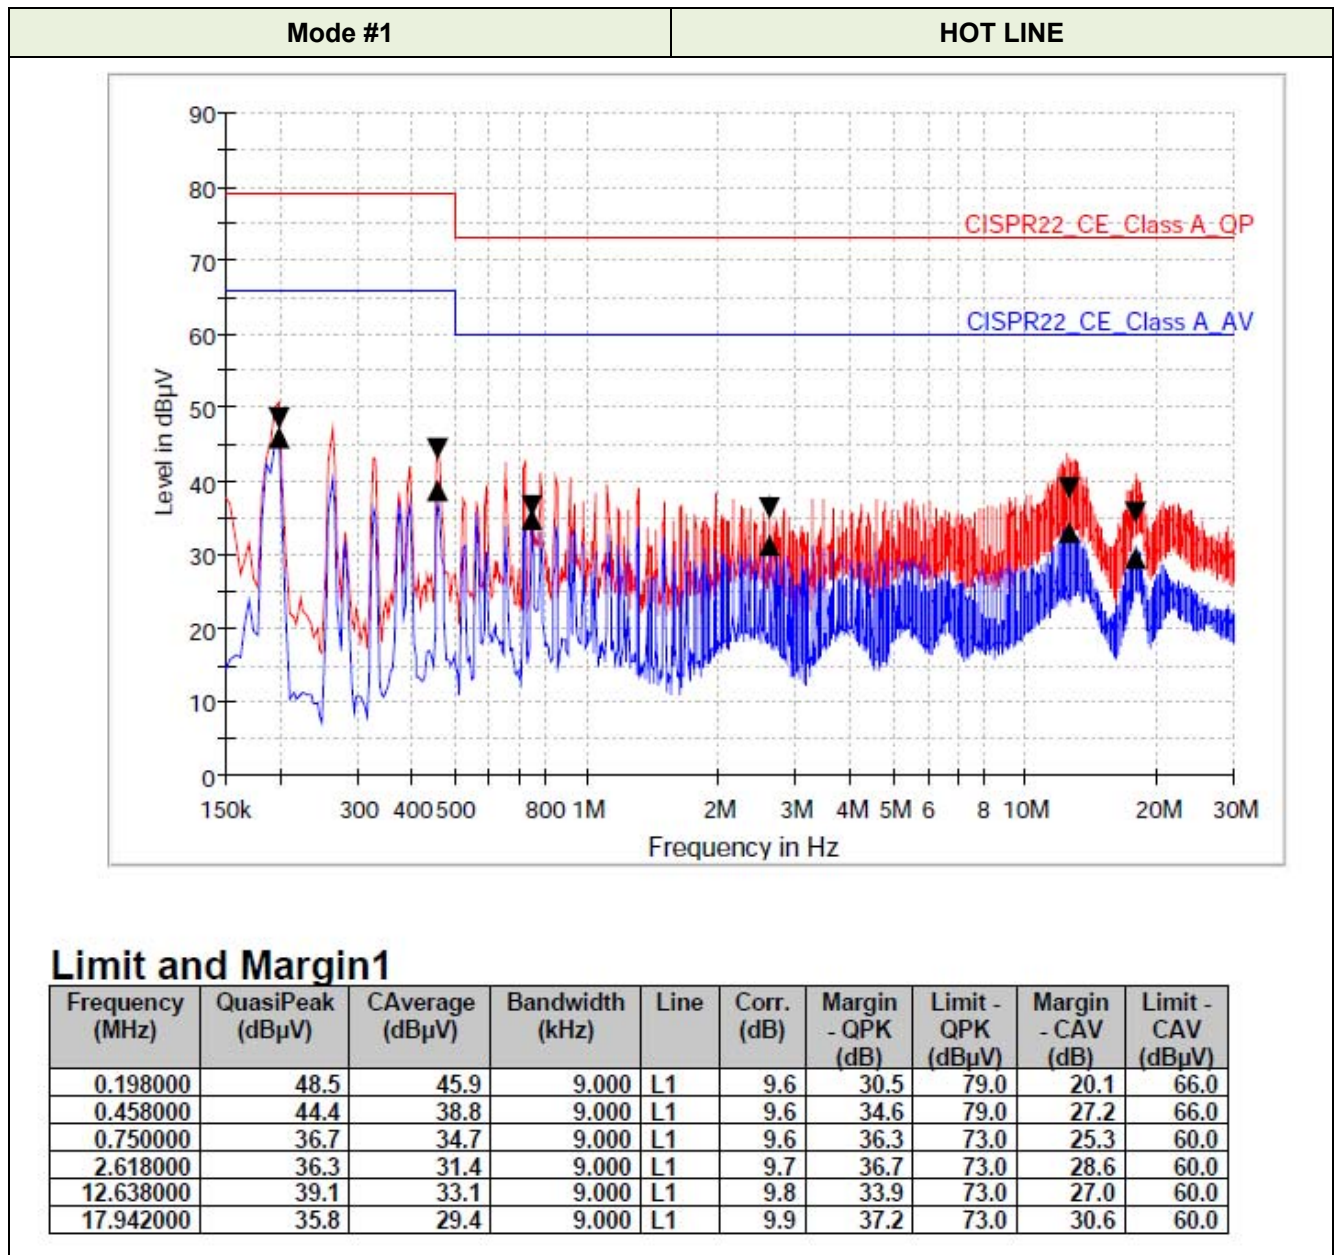 Mode #1 HOT LINE
90
80
70
60
50
40
30
20
10
0
Level in dBµV
CISPR22_CE_Class A_QP
CISPR22_CE_Class A_AV
150k 300 400 500 800 1M 2M 3M 4M 5M 6 8 10M 20M 30M
Frequency in Hz
Limit and Margin1
Frequency (MHz) QuasiPeak (dBµV) CAverage (dBµV) Bandwidth (kHz) Line Corr. (dB) Margin - QPK (dB) Limit - QPK (dBµV) Margin - CAV (dB) Limit - CAV (dBµV)
0.198000 48.5 45.9 9.000 L1 9.6 30.5 79.0 20.1 66.0
0.458000 44.4 38.8 9.000 L1 9.6 34.6 79.0 27.2 66.0
0.750000 36.7 34.7 9.000 L1 9.6 36.3 73.0 25.3 60.0
2.618000 36.3 31.4 9.000 L1 9.7 36.7 73.0 28.6 60.0
12.638000 39.1 33.1 9.000 L1 9.8 33.9 73.0 27.0 60.0
17.942000 35.8 29.4 9.000 L1 9.9 37.2 73.0 30.6 60.0